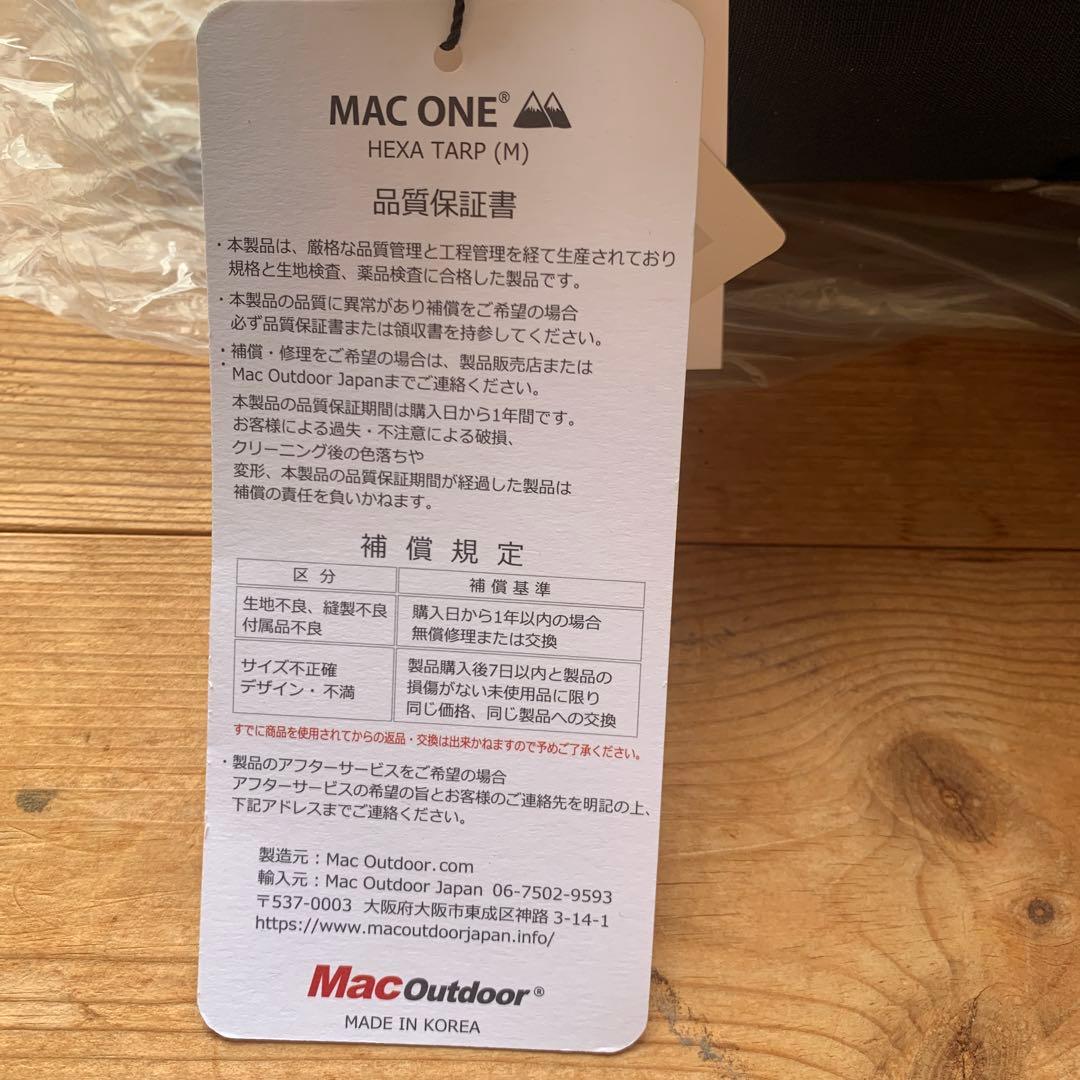 MAC ONE®
HEXA TARP (M)
品質保証書
・本製品は、厳格な品質管理と工程管理を経て生産されており
規格と生地検査、薬品検査に合格した製品です。
・本製品の品質に異常があり補償をご希望の場合
必ず品質保証書または領収書を持参してください。
・補償・修理をご希望の場合は、製品販売店または
・Mac Outdoor Japanまでご連絡ください。
本製品の品質保証期間は購入日から1年間です。
お客様による過失・不注意による破損、
クリーニング後の色落ちや
変形、本製品の品質保証期間が経過した製品は
補償の責任を負いかねます。
補償規定
区分 補償基準
生地不良、縫製不良 購入日から1年以内の場合
付属品不良 無償修理または交換
サイズ不正確 製品購入後7日以内と製品の
デザイン・不満 損傷がない未使用品に限り
同じ価格、同じ製品への交換
すでに商品を使用されてからの返品・交換は出来かねますので予めご了承ください。
・製品のアフターサービスをご希望の場合
アフターサービスの希望の旨とお客様のご連絡先を明記の上、
下記アドレスまでご連絡ください。
製造元：Mac Outdoor.com
輸入元：Mac Outdoor Japan 06-7502-9593
〒537-0003 大阪府大阪市東成区神路 3-14-1
https://www.macoutdoorjapan.info/
Mac Outdoor®
MADE IN KOREA